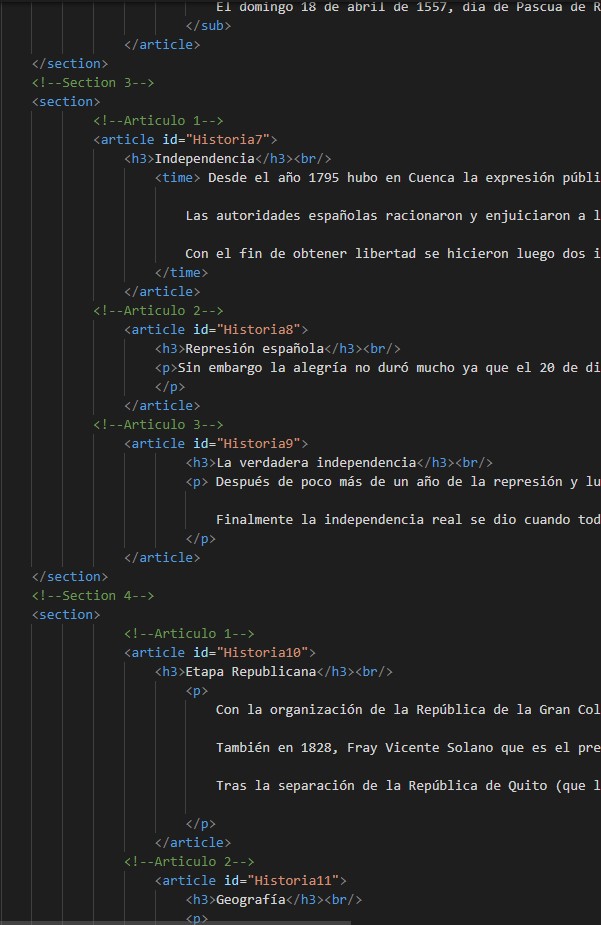 El domingo 18 de abril de 1557, día de Pascua de R
</sub>
</article>
</section>
<!--Section 3-->
<section>
<!--Articulo 1-->
<article id="Historia7">
<h3>Independencia</h3><br/>
<time> Desde el año 1795 hubo en Cuenca la expresión públi
Las autoridades españolas racionaron y enjuiciaron a l
Con el fin de obtener libertad se hicieron luego dos i
</time>
</article>
<!--Articulo 2-->
<article id="Historia8">
<h3>Represión española</h3><br/>
<p>Sin embargo la alegría no duró mucho ya que el 20 de di
</p>
</article>
<!--Articulo 3-->
<article id="Historia9">
<h3>La verdadera independencia</h3><br/>
<p> Después de poco más de un año de la represión y lu
Finalmente la independencia real se dio cuando tod
</p>
</article>
</section>
<!--Section 4-->
<section>
<!--Articulo 1-->
<article id="Historia10">
<h3>Etapa Republicana</h3><br/>
<p>
Con la organización de la República de la Gran Col
También en 1828, Fray Vicente Solano que es el pre
Tras la separación de la República de Quito (que l
</p>
</article>
<!--Articulo 2-->
<article id="Historia11">
<h3>Geografía</h3><br/>
<p>